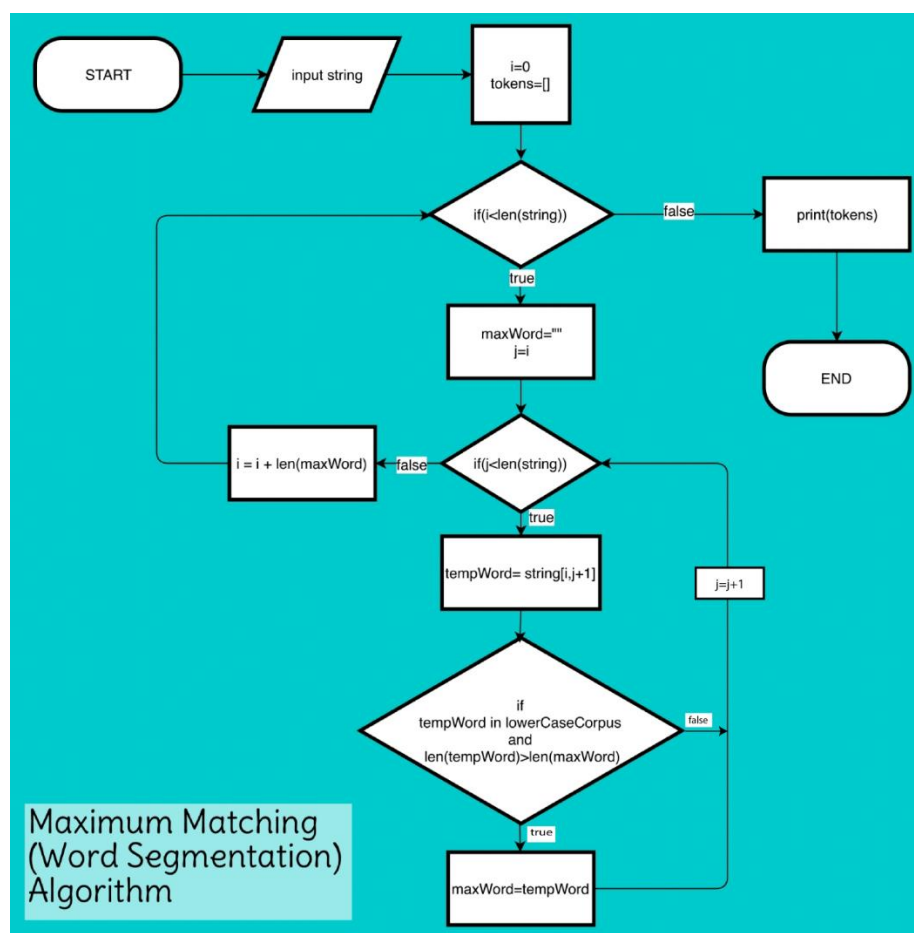 START
input string
i=0
tokens=[]
if(i<len(string))
false
print(tokens)
true
maxWord=""
j=i
END
i = i + len(maxWord)
false
if(j<len(string))
true
tempWord= string[i,j+1]
j=j+1
if
tempWord in lowerCaseCorpus
and
len(tempWord)>len(maxWord)
false
true
maxWord=tempWord
Maximum Matching
(Word Segmentation)
Algorithm